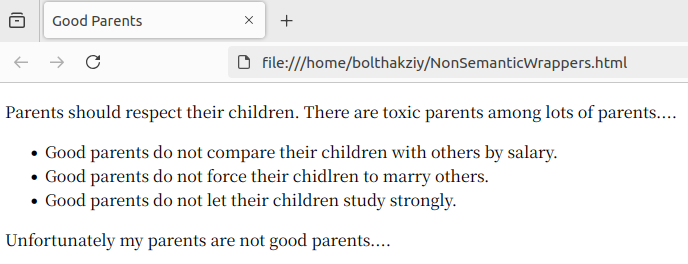 Good Parents
file:///home/bolthakziy/NonSemanticWrappers.html
Parents should respect their children. There are toxic parents among lots of parents....
• Good parents do not compare their children with others by salary.
• Good parents do not force their chidlren to marry others.
• Good parents do not let their children study strongly.
Unfortunately my parents are not good parents....